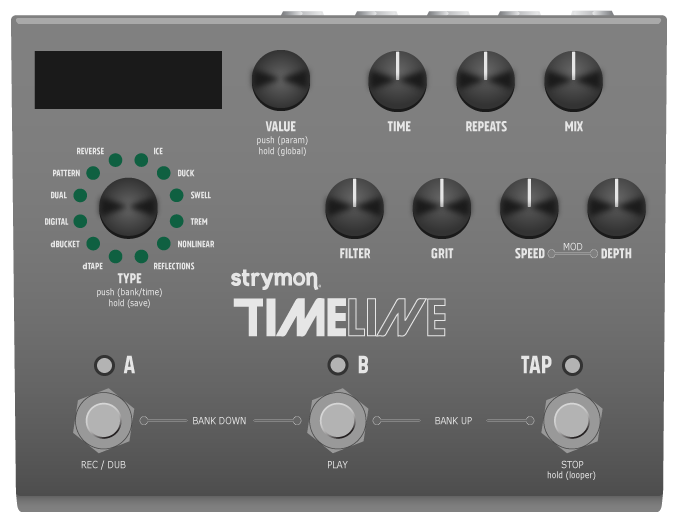 VALUE
push (param)
hold (global)
TIME
REPEATS
MIX
REVERSE
ICE
PATTERN
DUCK
DUAL
SWELL
DIGITAL
TREM
dBUCKET
NONLINEAR
dTAPE
REFLECTIONS
TYPE
push (bank/time)
hold (save)
FILTER
GRIT
SPEED
MOD
DEPTH
strymon.
TIMELINE
A
B
TAP
BANK DOWN
BANK UP
REC / DUB
PLAY
STOP
hold (looper)